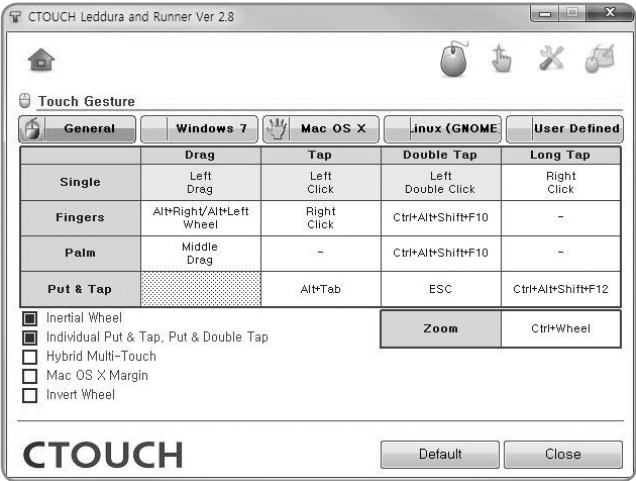 CTOUCH Leddura and Runner Ver 2.8
Touch Gesture
General Windows 7 Mac OS X .inux (GNOME User Defined
Drag Tap Double Tap Long Tap
Single Left Drag Left Click Left Double Click Right Click
Fingers Alt+Right/Alt+Left Wheel Right Click Ctrl+Alt+Shift+F10 -
Palm Middle Drag - Ctrl+Alt+Shift+F10 -
Put & Tap Alt+Tab ESC Ctrl+Alt+Shift+F12
Inertial Wheel
Individual Put & Tap, Put & Double Tap
Hybrid Multi-Touch
Mac OS X Margin
Invert Wheel
Zoom Ctrl+Wheel
CTOUCH
Default Close